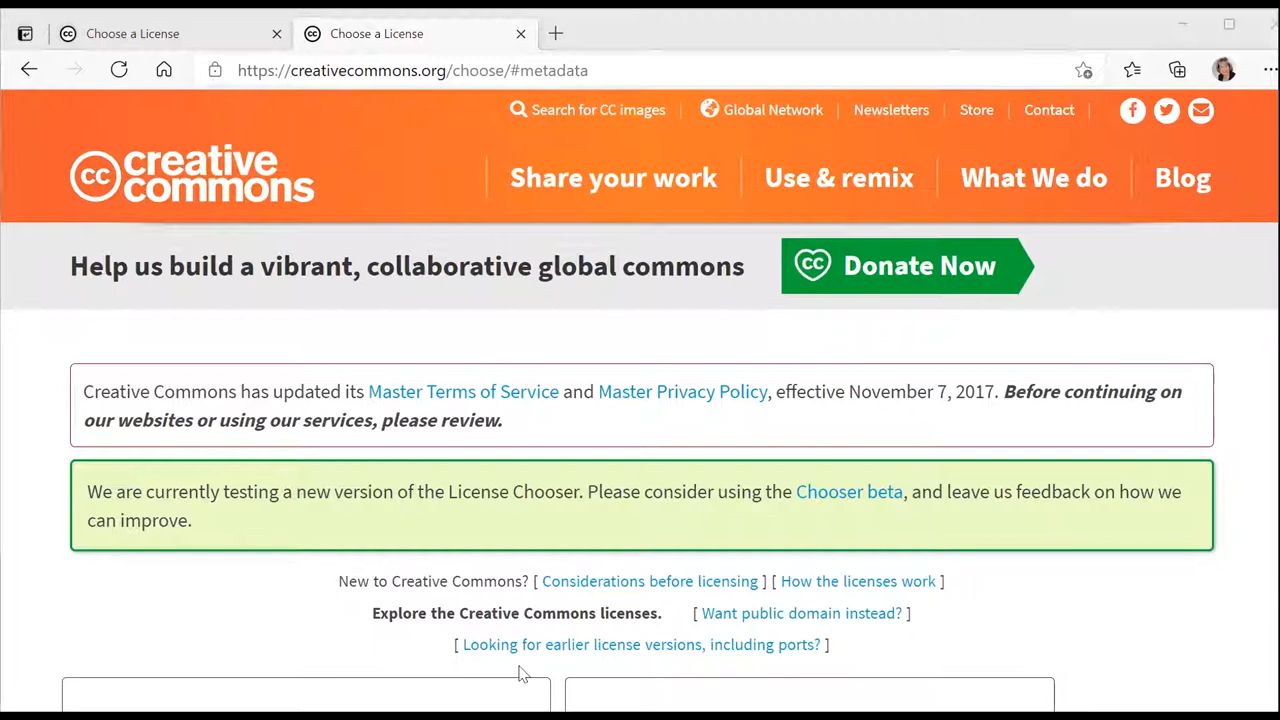 Choose a License
Choose a License
https://creativecommons.org/choose/#metadata
Search for CC images
Global Network
Newsletters
Store
Contact
cc creative commons
Share your work
Use & remix
What We do
Blog
Help us build a vibrant, collaborative global commons
cc Donate Now
Creative Commons has updated its Master Terms of Service and Master Privacy Policy, effective November 7, 2017. Before continuing on
our websites or using our services, please review.
We are currently testing a new version of the License Chooser. Please consider using the Chooser beta, and leave us feedback on how we
can improve.
New to Creative Commons? [ Considerations before licensing ] [ How the licenses work ]
Explore the Creative Commons licenses. [ Want public domain instead? ]
[ Looking for earlier license versions, including ports? ]